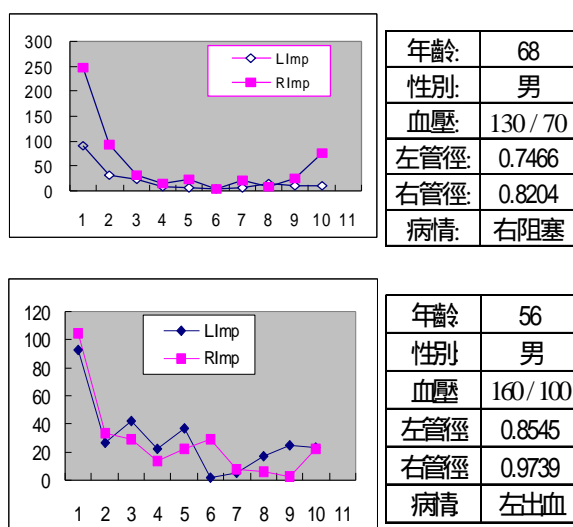 300
250
200
150
100
50
0
LImp
RImp
1 2 3 4 5 6 7 8 9 10 11
年齡: 68
性別: 男
血壓: 130 / 70
左管徑: 0.7466
右管徑: 0.8204
病情: 右阻塞
120
100
80
60
40
20
0
LImp
RImp
1 2 3 4 5 6 7 8 9 10 11
年齡 56
性別 男
血壓 160 / 100
左管徑 0.8545
右管徑 0.9739
病情 左出血